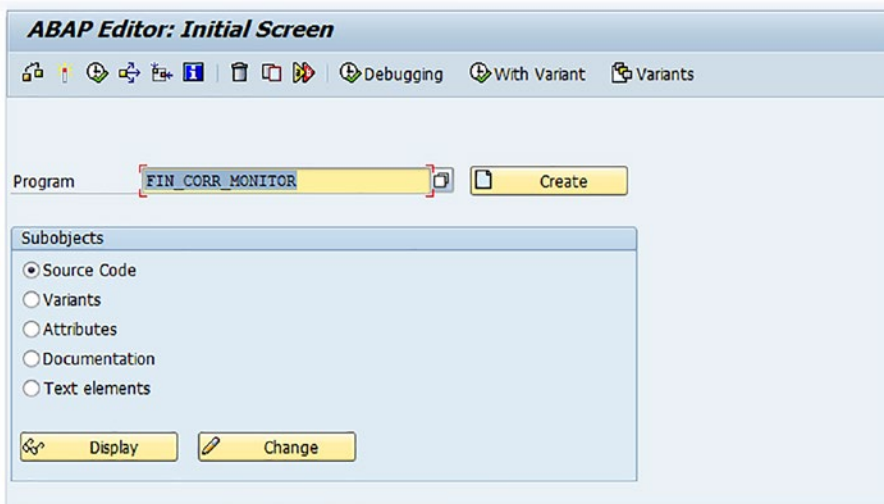 ABAP Editor: Initial Screen
Debugging With Variant Variants
Program FIN_CORR_MONITOR Create
Subobjects
Source Code
Variants
Attributes
Documentation
Text elements
Display Change